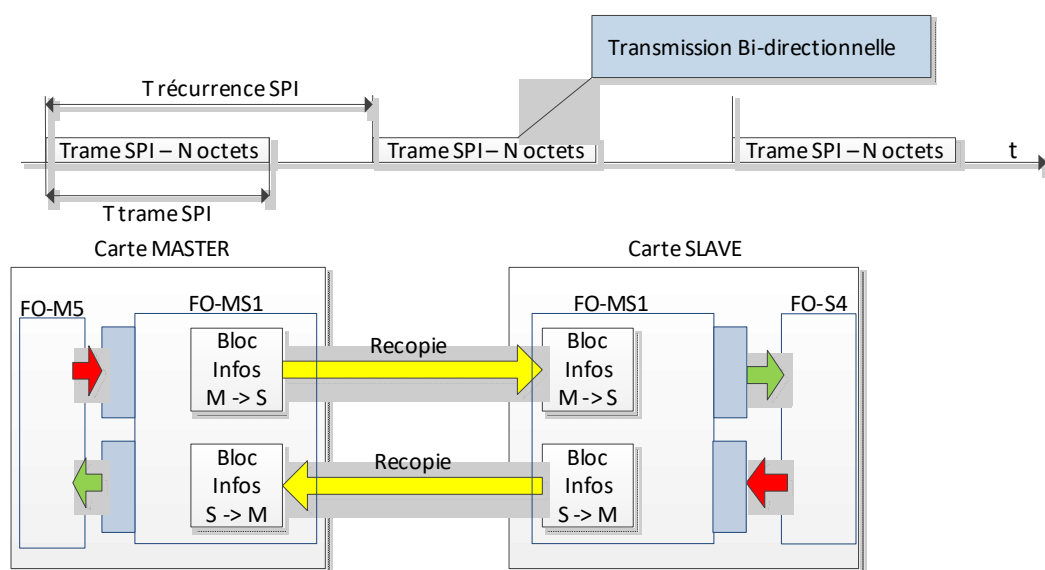 Transmission Bi-directionnelle
T récurrence SPI
Trame SPI – N octets
Trame SPI – N octets
Trame SPI – N octets
t
T trame SPI
Carte MASTER
Carte SLAVE
FO-M5
FO-MS1
FO-MS1
FO-S4
Bloc
Infos
M -> S
Recopie
Bloc
Infos
M -> S
Bloc
Infos
S -> M
Recopie
Bloc
Infos
S -> M